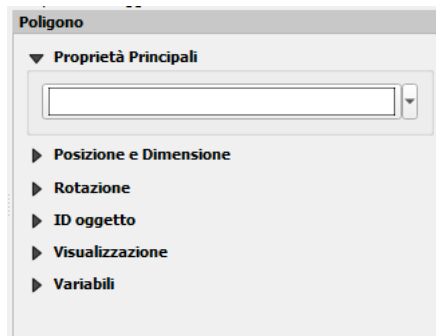 Poligono
Proprietà Principali
Posizione e Dimensione
Rotazione
ID oggetto
Visualizzazione
Variabili